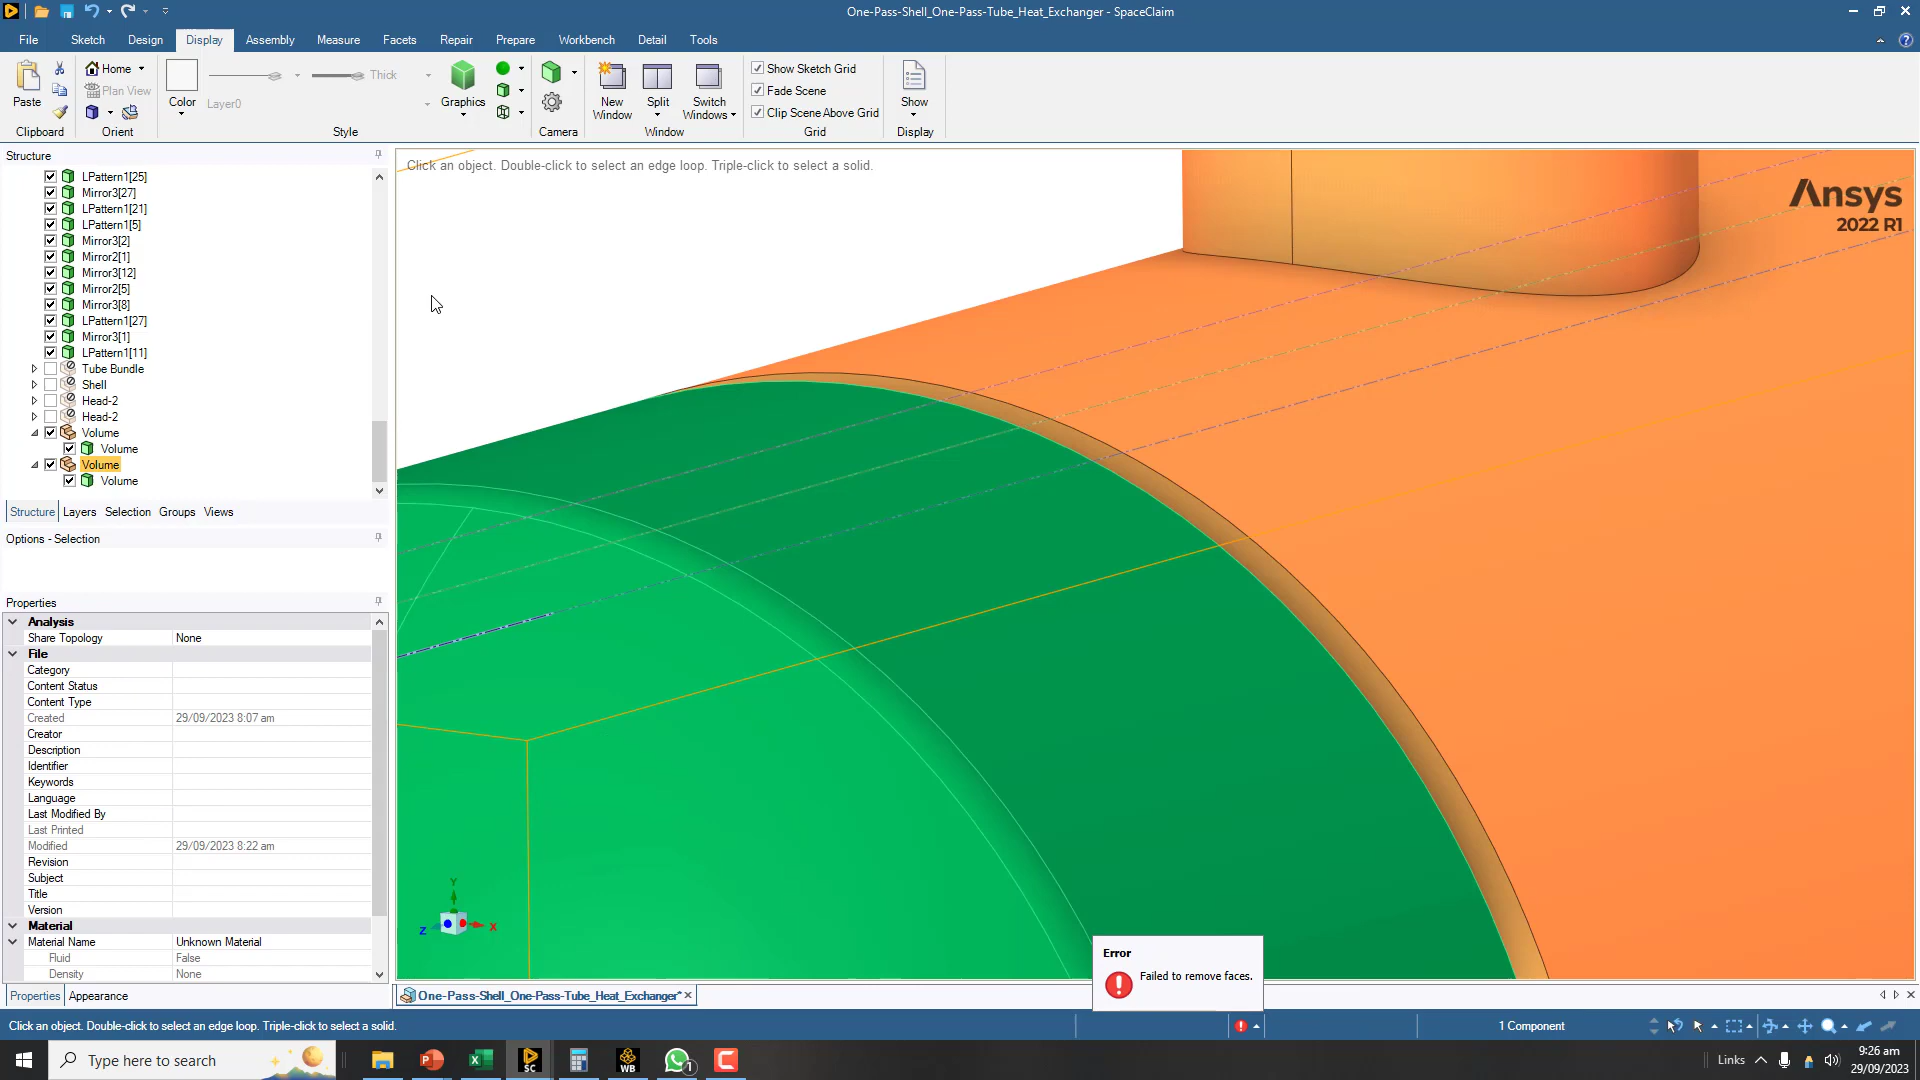 One-Pass-Shell_One-Pass-Tube_Heat_Exchanger - SpaceClaim
File Sketch Design Display Assembly Measure Facets Repair Prepare Workbench Detail Tools
Paste
Clipboard
Home
Plan View
Orient
Color
Layer0
Thick
Style
Graphics
Camera
New Window
Split
Switch Windows
Window
Show Sketch Grid
Fade Scene
Clip Scene Above Grid
Grid
Show
Display
Structure
LPattern1[25]
Mirror3[27]
LPattern1[21]
LPattern1[5]
Mirror3[2]
Mirror2[1]
Mirror3[12]
Mirror2[5]
Mirror3[8]
LPattern1[27]
Mirror3[1]
LPattern1[11]
Tube Bundle
Shell
Head-2
Head-2
Volume
Volume
Volume
Volume
Structure Layers Selection Groups Views
Options - Selection
Properties
Analysis
Share Topology None
File
Category
Content Status
Content Type
Created 29/09/2023 8:07 am
Creator
Description
Identifier
Keywords
Language
Last Modified By
Last Printed
Modified 29/09/2023 8:22 am
Revision
Subject
Title
Version
Material
Material Name Unknown Material
Fluid False
Density None
Properties Appearance
Click an object. Double-click to select an edge loop. Triple-click to select a solid.
Ansys
2022 R1
Y
Z
X
Error
Failed to remove faces.
One-Pass-Shell_One-Pass-Tube_Heat_Exchanger*
Click an object. Double-click to select an edge loop. Triple-click to select a solid.
1 Component
Type here to search
P
X
SC
WB
1
Links
9:26 am
29/09/2023